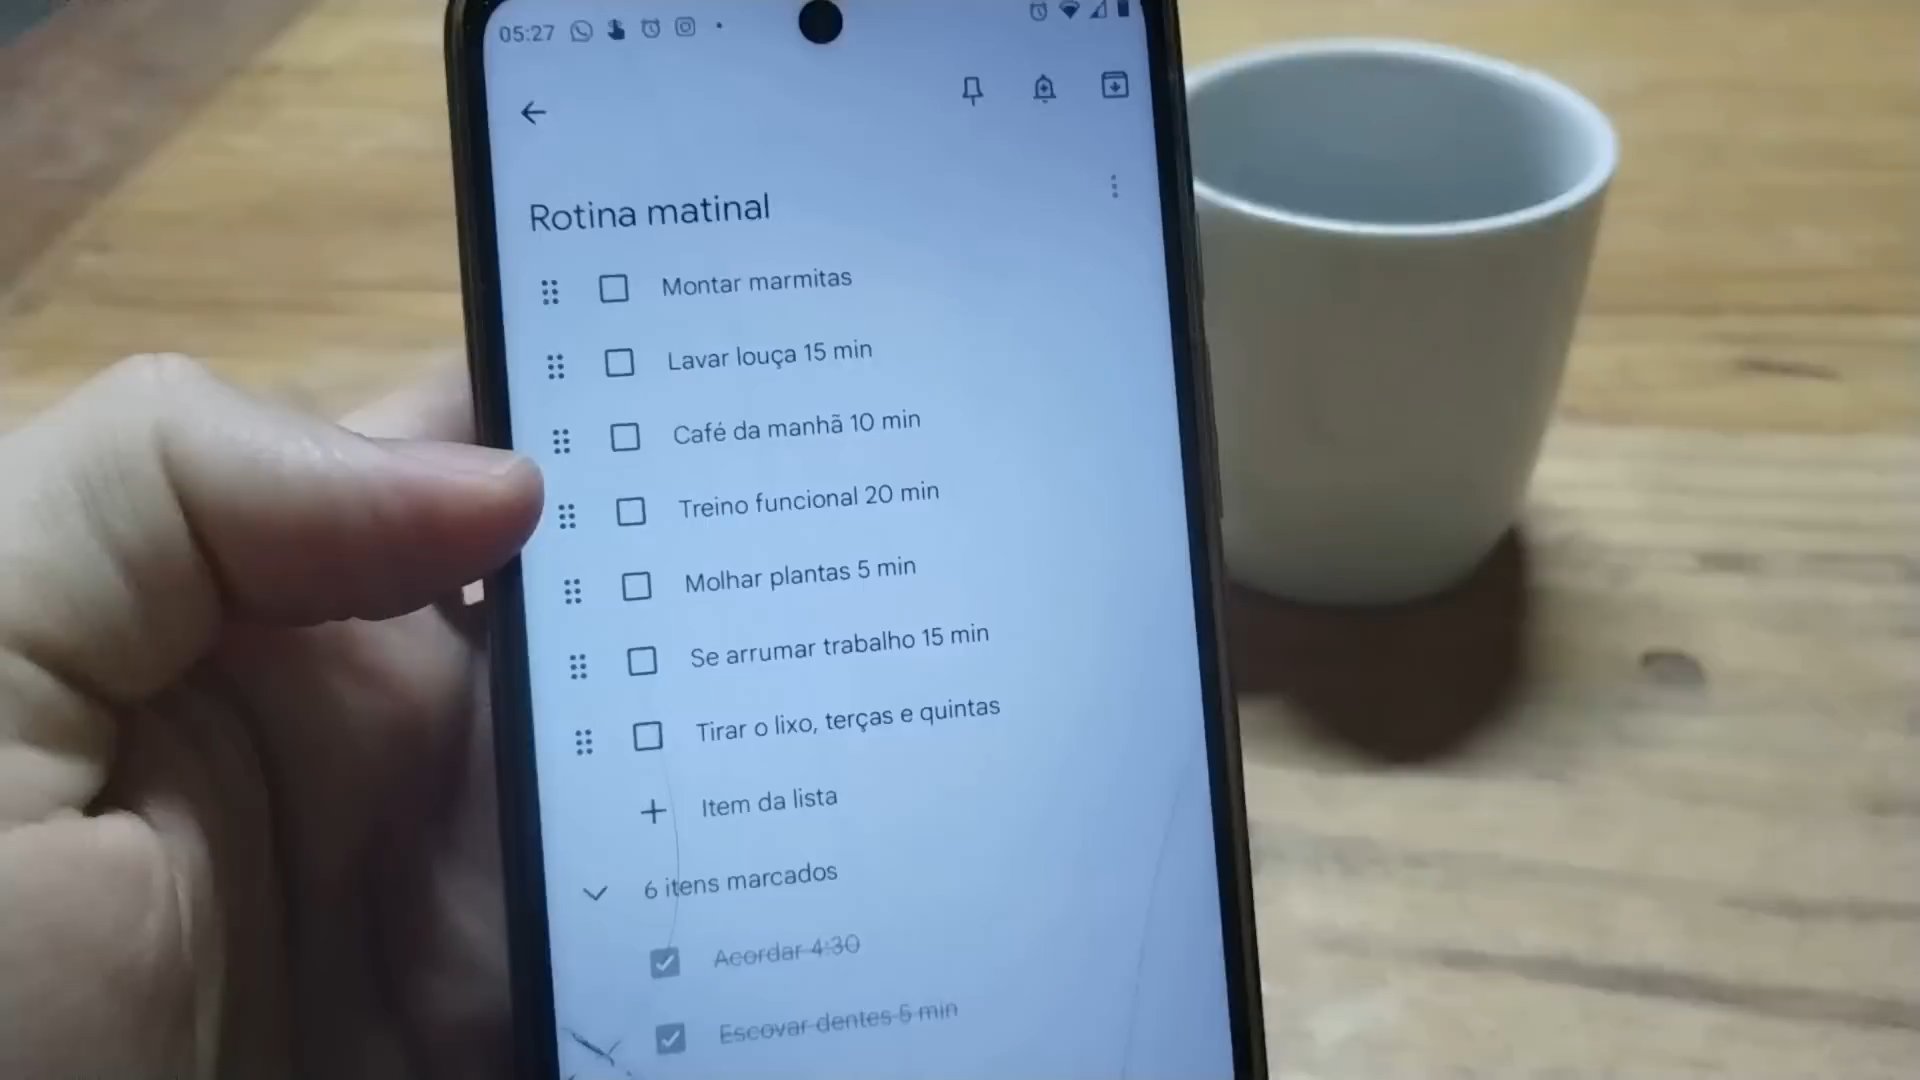 05:27
Rotina matinal
Montar marmitas
Lavar louça 15 min
Café da manhã 10 min
Treino funcional 20 min
Molhar plantas 5 min
Se arrumar trabalho 15 min
Tirar o lixo, terças e quintas
Item da lista
6 itens marcados
Acordar 4:30
Escovar dentes 5 min